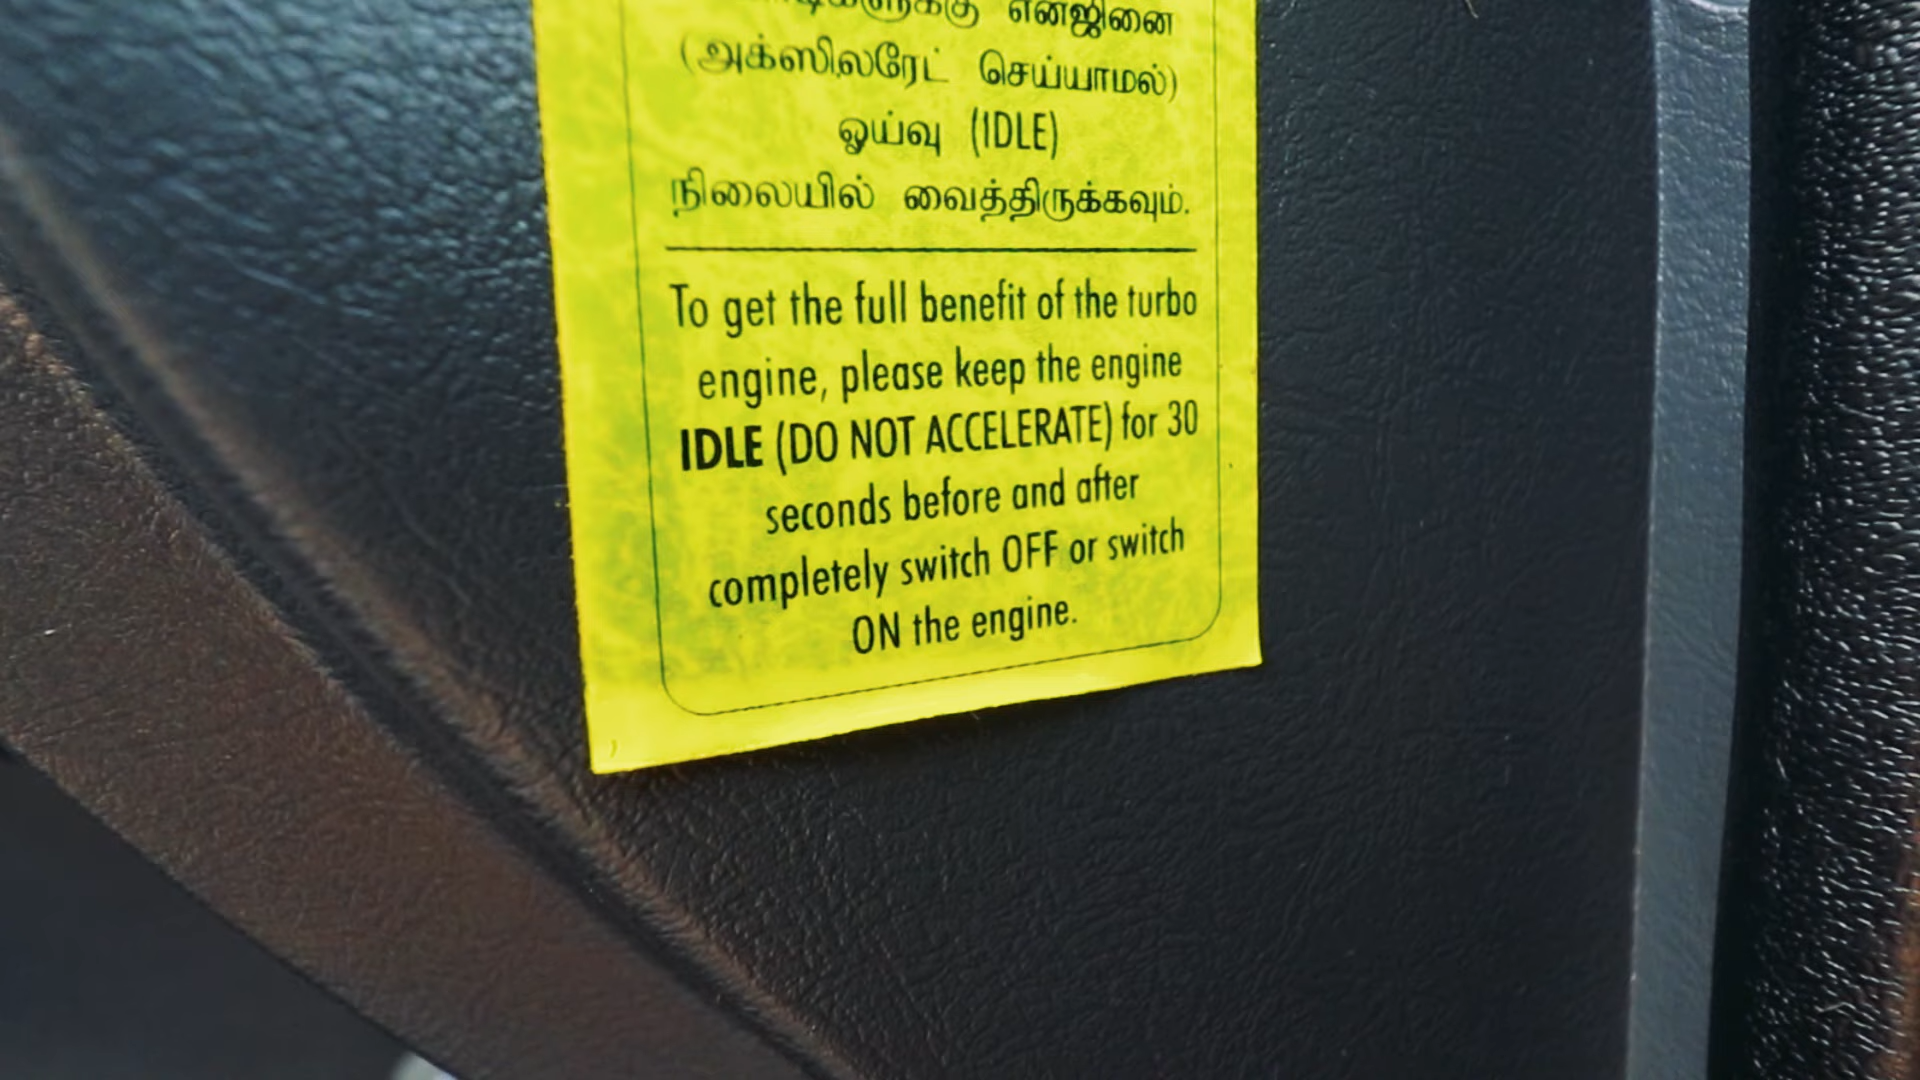 என்ஜினை
(அக்ஸிலரேட் செய்யாமல்)
ஓய்வு (IDLE)
நிலையில் வைத்திருக்கவும்.
To get the full benefit of the turbo
engine, please keep the engine
IDLE (DO NOT ACCELERATE) for 30
seconds before and after
completely switch OFF or switch
ON the engine.